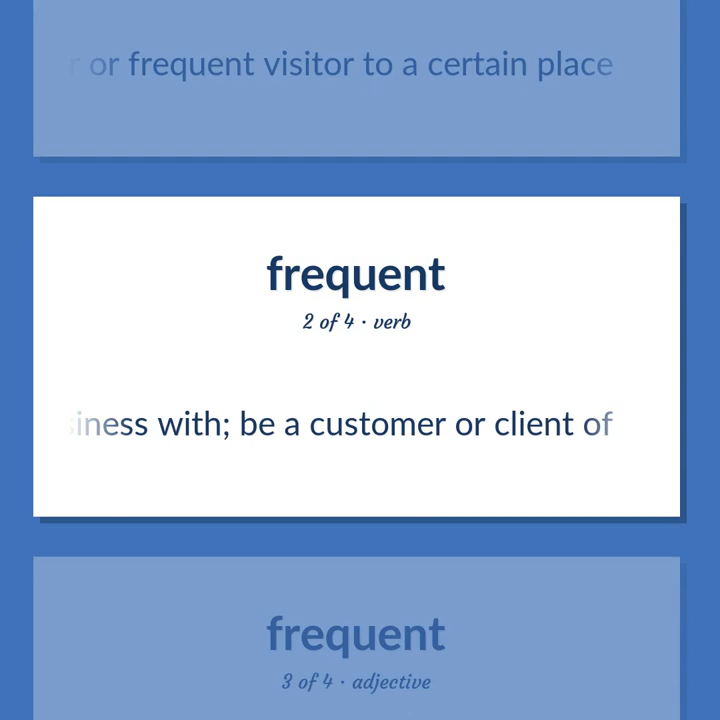 or frequent visitor to a certain place
frequent
2 of 4 · verb
with; be a customer or client of
frequent
3 of 4 · adjective